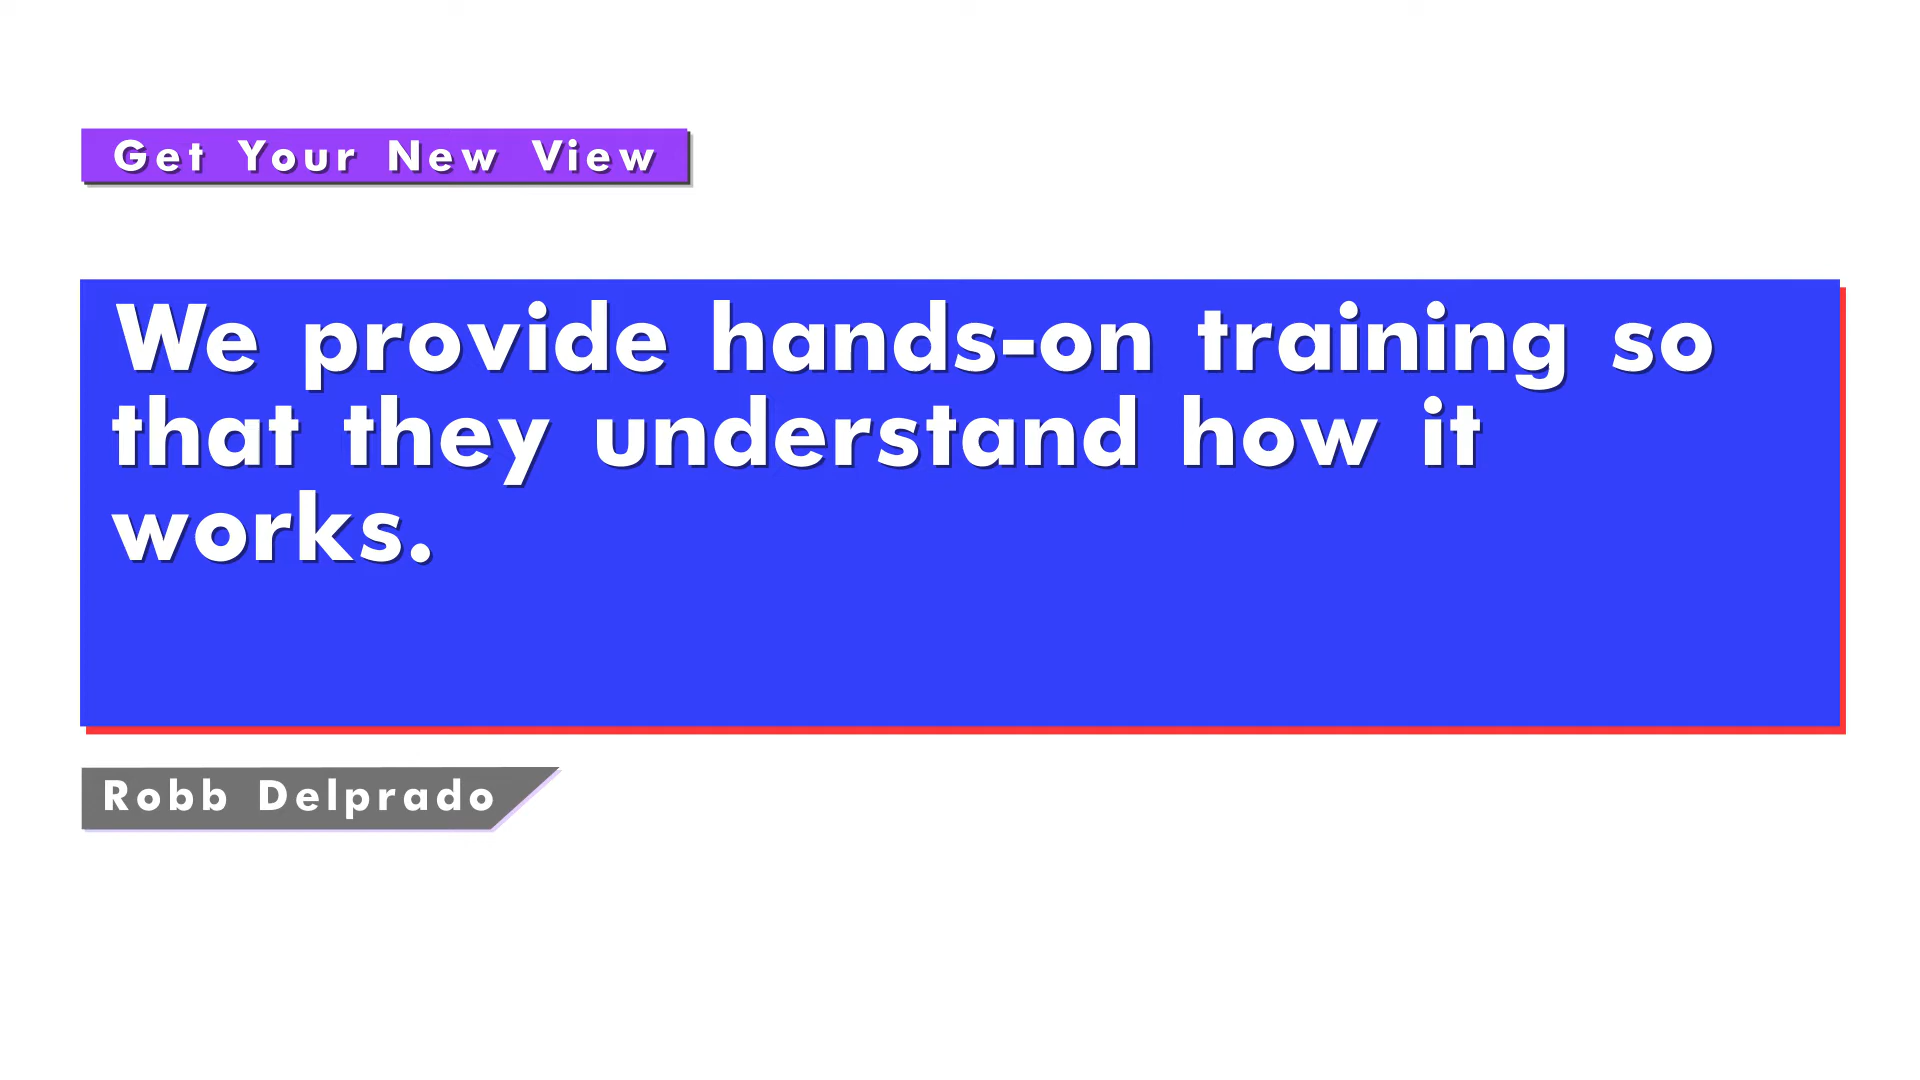 Get Your New View
We provide hands-on training so
that they understand how it
works.
Robb Delprado